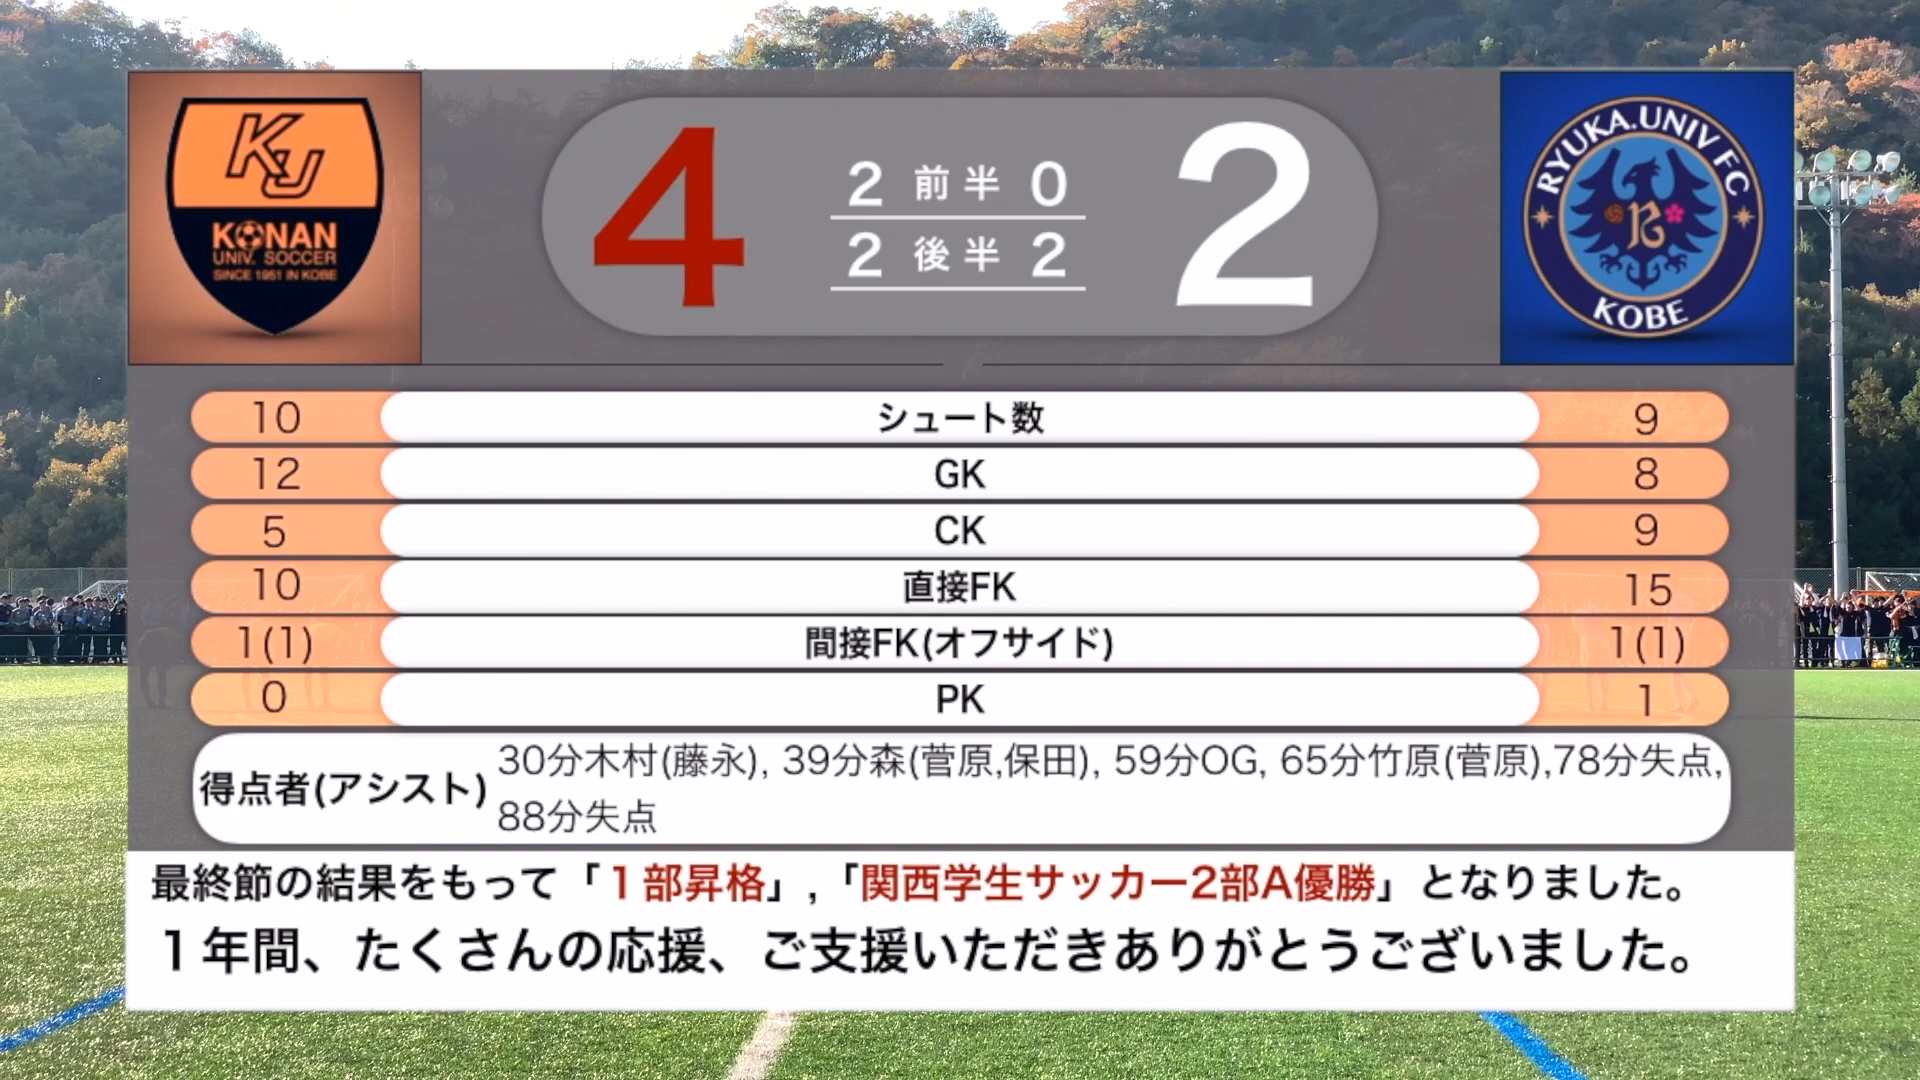 KU
KONAN
UNIV. SOCCER
SINCE 1951 IN KOBE
4
2 前半 0
2 後半 2
2
RYUKA.UNIV FC
R
KOBE
10 シュート数 9
12 GK 8
5 CK 9
10 直接FK 15
1(1) 間接FK(オフサイド) 1(1)
0 PK 1
得点者(アシスト)
30分木村(藤永), 39分森(菅原,保田), 59分OG, 65分竹原(菅原),78分失点,
88分失点
最終節の結果をもって「１部昇格」,「関西学生サッカー2部A優勝」となりました。
１年間、たくさんの応援、ご支援いただきありがとうございました。